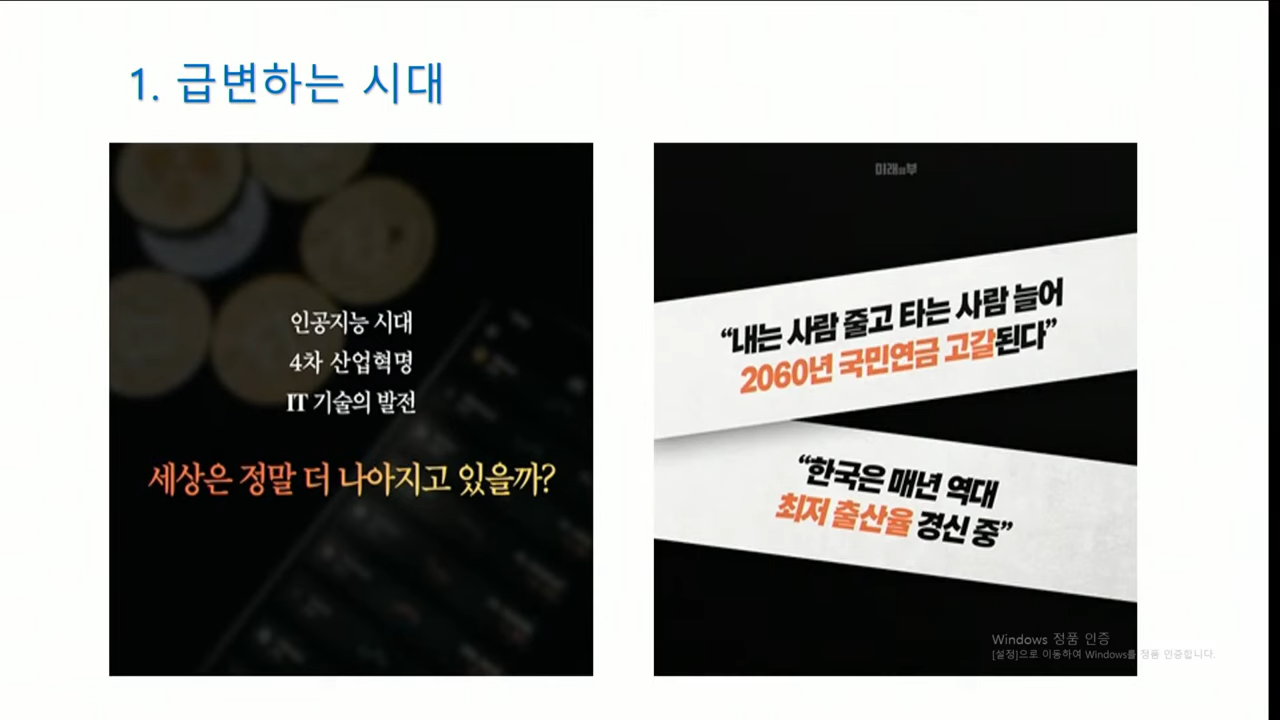 1. 급변하는 시대
인공지능 시대
4차 산업혁명
IT 기술의 발전
세상은 정말 더 나아지고 있을까?
미래의부
“내는 사람 줄고 타는 사람 늘어
2060년 국민연금 고갈된다”
“한국은 매년 역대
최저 출산율 경신 중”
Windows 정품 인증
[설정]으로 이동하여 Windows를 정품 인증합니다.